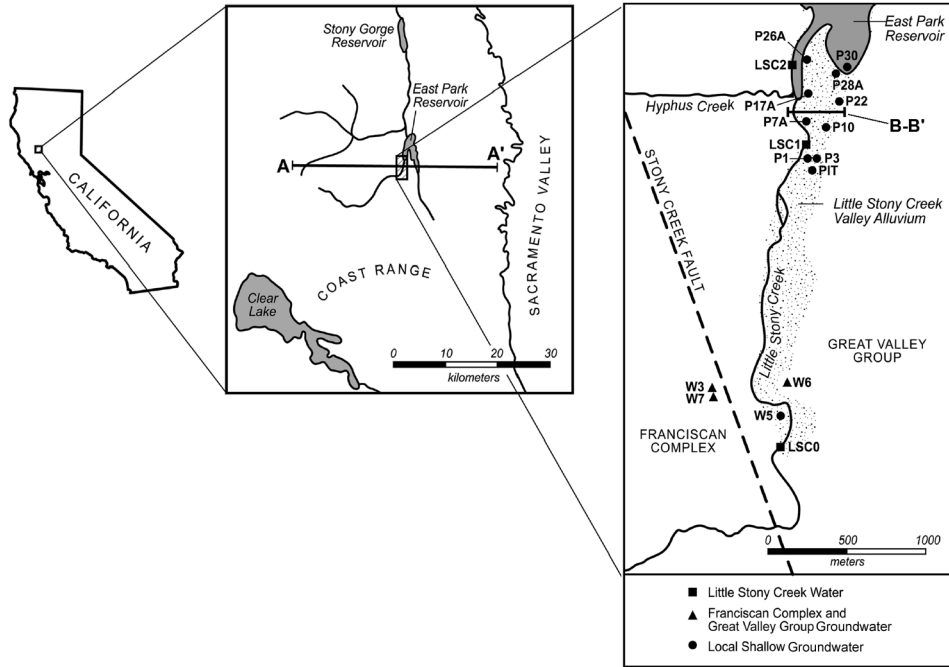 CALIFORNIA
Stony Gorge
Reservoir
East Park
Reservoir
A
A'
SACRAMENTO VALLEY
COAST RANGE
Clear
Lake
0 10 20 30
kilometers
East Park
Reservoir
P26A
P30
LSC2
P28A
Hyphus Creek
P17A
P22
B-B'
P7A
P10
LSC1
P1
P3
PIT
STONY CREEK FAULT
Little Stony Creek
Valley Alluvium
Little Stony Creek
GREAT VALLEY
GROUP
W3
W7
W6
W5
FRANCISCAN
COMPLEX
LSC0
0 500 1000
meters
Little Stony Creek Water
Franciscan Complex and
Great Valley Group Groundwater
Local Shallow Groundwater